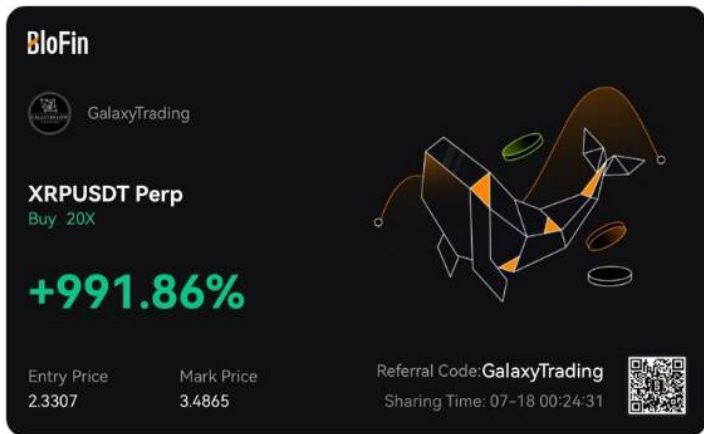 BloFin
GalaxyTrading
XRPUSDT Perp
Buy 20X
+991.86%
Entry Price
Mark Price
2.3307
3.4865
Referral Code:GalaxyTrading
Sharing Time: 07-18 00:24:31